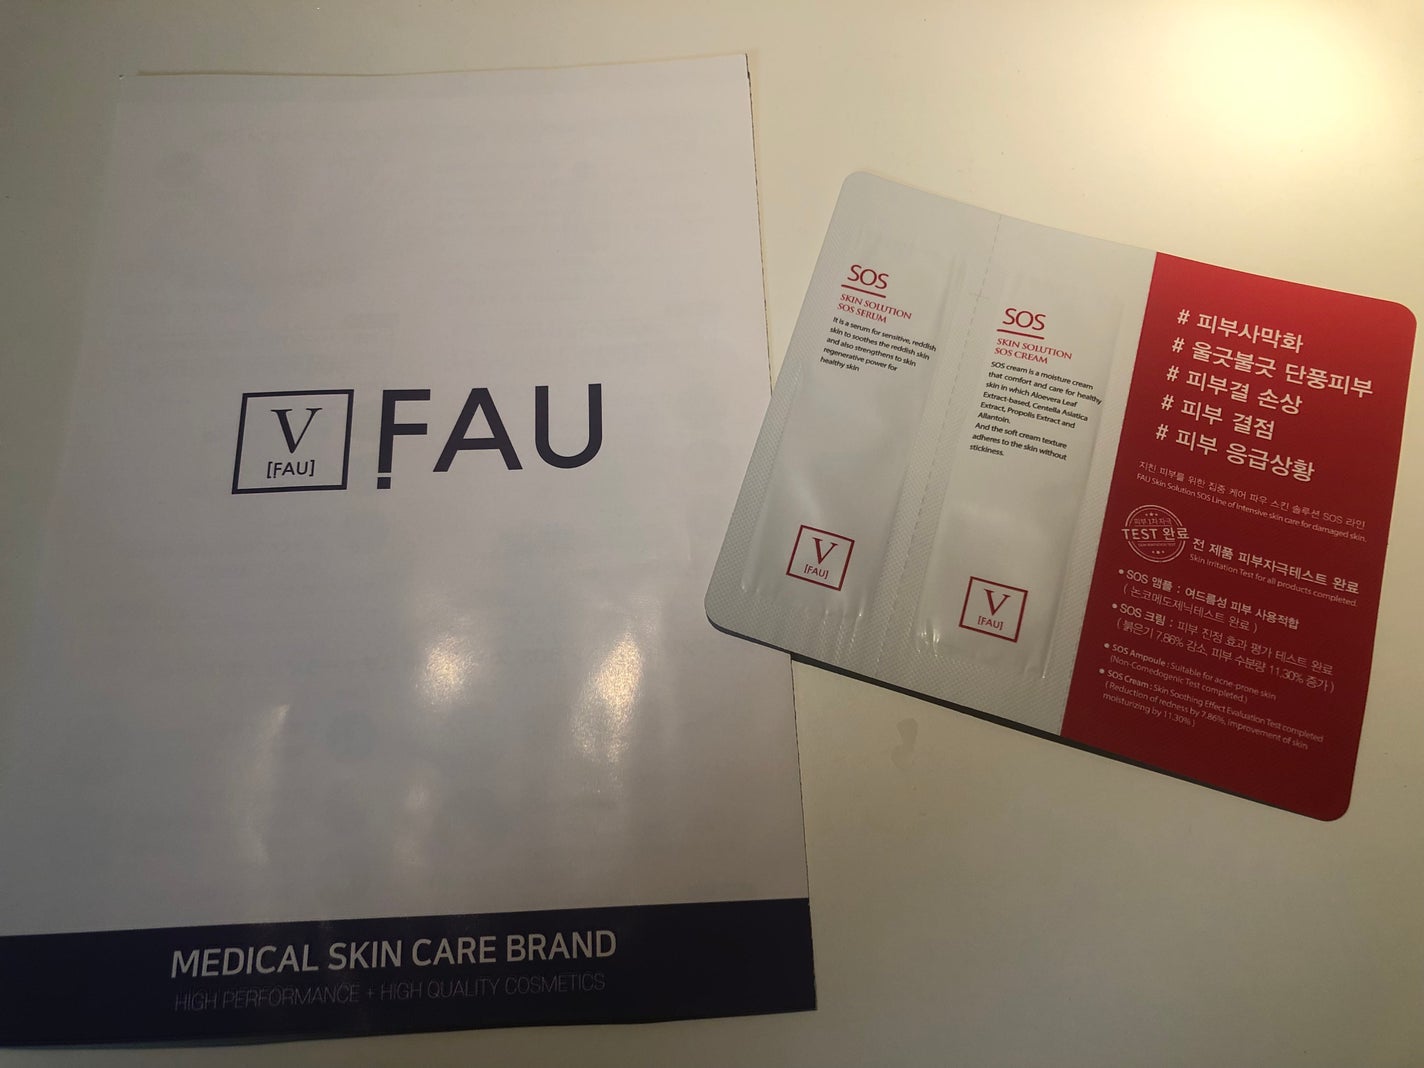 V
[FAU]
FAU
MEDICAL SKIN CARE BRAND
HIGH PERFORMANCE + HIGH QUALITY COSMETICS
SOS
SKIN SOLUTION
SOS SERUM
It is a serum for sensitive, reddish
skin to soothes the reddish skin
and also strengthens to skin
regenerative power for
healthy skin
V
[FAU]
SOS
SKIN SOLUTION
SOS CREAM
SOS cream is a moisture cream
that comfort and care for healthy
skin in which Aloevera Leaf
Extract-based, Centella Asiatica
Extract, Propolis Extract and
Allantoin.
And the soft cream texture
adheres to the skin without
stickiness.
V
[FAU]
# 피부사막화
# 울긋불긋 단풍피부
# 피부결 손상
# 피부 결점
# 피부 응급상황
지친 피부를 위한 집중 케어 파우 스킨 솔루션 SOS 라인
FAU Skin Solution SOS Line of Intensive skin care for damaged skin.
피부1차자극
TEST 완료
전 제품 피부자극테스트 완료
Skin Irritation Test for all products completed.
• SOS 앰플 : 여드름성 피부 사용적합
( 논코메도제닉테스트 완료 )
• SOS 크림 : 피부 진정 효과 평가 테스트 완료
( 붉은기 7.86% 감소, 피부 수분량 11.30% 증가 )
• SOS Ampoule : Suitable for acne-prone skin
(Non-Comedogenic Test completed.)
• SOS Cream : Skin Soothing Effect Evaluation Test completed
( Reduction of redness by 7.86%, improvement of skin
moisturizing by 11.30% )